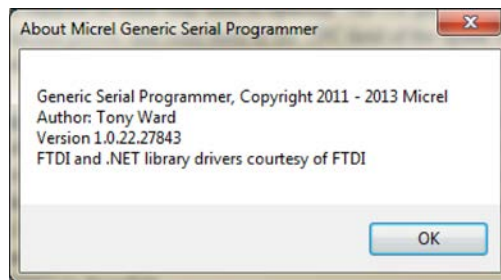 About Micrel Generic Serial Programmer
Generic Serial Programmer, Copyright 2011 - 2013 Micrel
Author: Tony Ward
Version 1.0.22.27843
FTDI and .NET library drivers courtesy of FTDI
OK